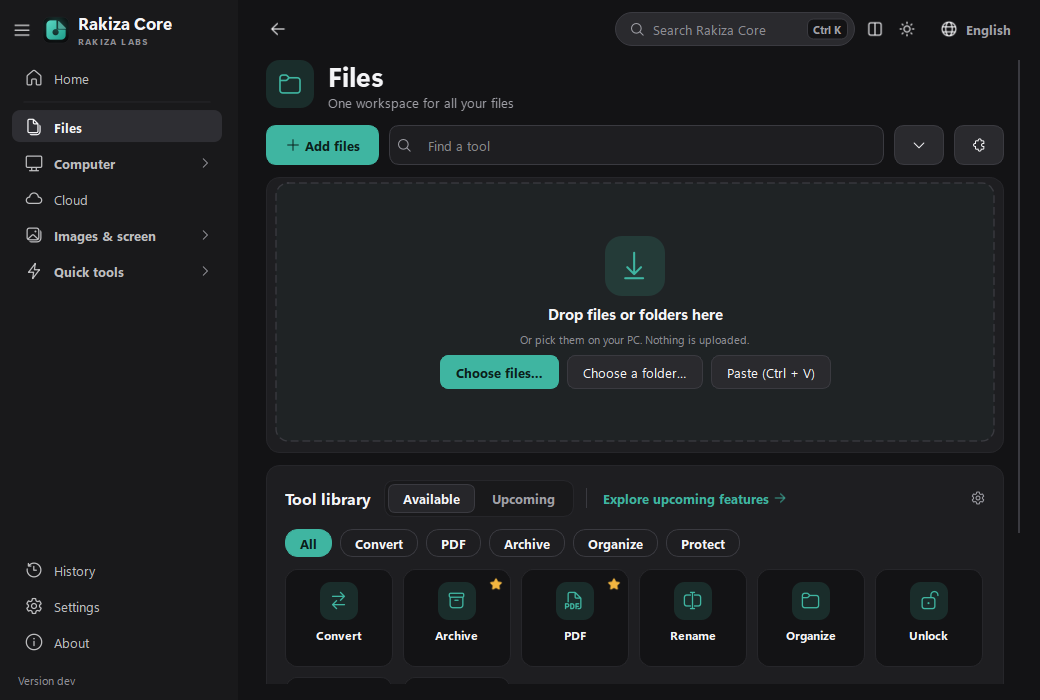 Rakiza Core
RAKIZA LABS
Home
Files
Computer
Cloud
Images & screen
Quick tools
History
Settings
About
Version dev
Search Rakiza Core
Ctrl K
English
Files
One workspace for all your files
+ Add files
Find a tool
Drop files or folders here
Or pick them on your PC. Nothing is uploaded.
Choose files...
Choose a folder...
Paste (Ctrl + V)
Tool library
Available
Upcoming
Explore upcoming features →
All
Convert
PDF
Archive
Organize
Protect
Convert
Archive
PDF
PDF
Rename
Organize
Unlock